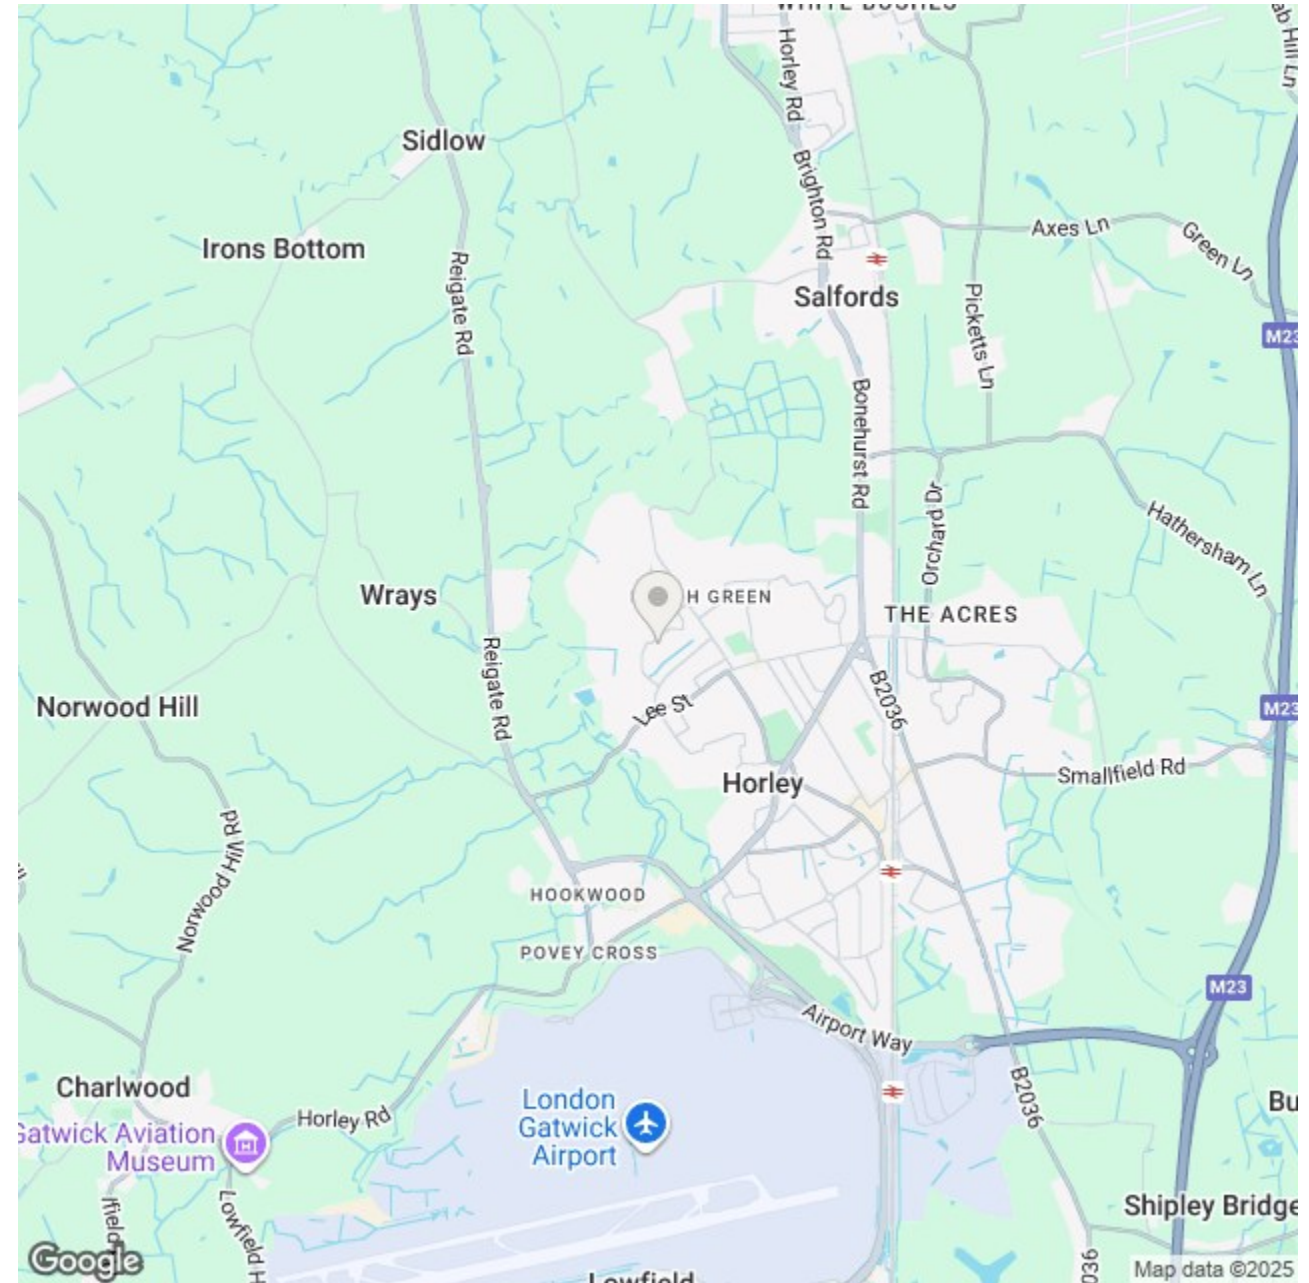 Horley Rd
Sidlow
Brighton Rd
Irons Bottom
Axes Ln
Green Ln
Reigate Rd
Salfords
Picketts Ln
M23
Bonehurst Rd
Orchard Dr
Hathersham Ln
Wrays
H GREEN
THE ACRES
Reigate Rd
Lee St
B2036
Norwood Hill
M23
Horley
Smallfield Rd
Norwood Hill Rd
HOOKWOOD
POVEY CROSS
M23
Airport Way
Charlwood
Horley Rd
London
Gatwick
Airport
B2036
Gatwick Aviation
Museum
Shipley Bridge
Lowfield H
Lowfield
Google
Map data ©2025